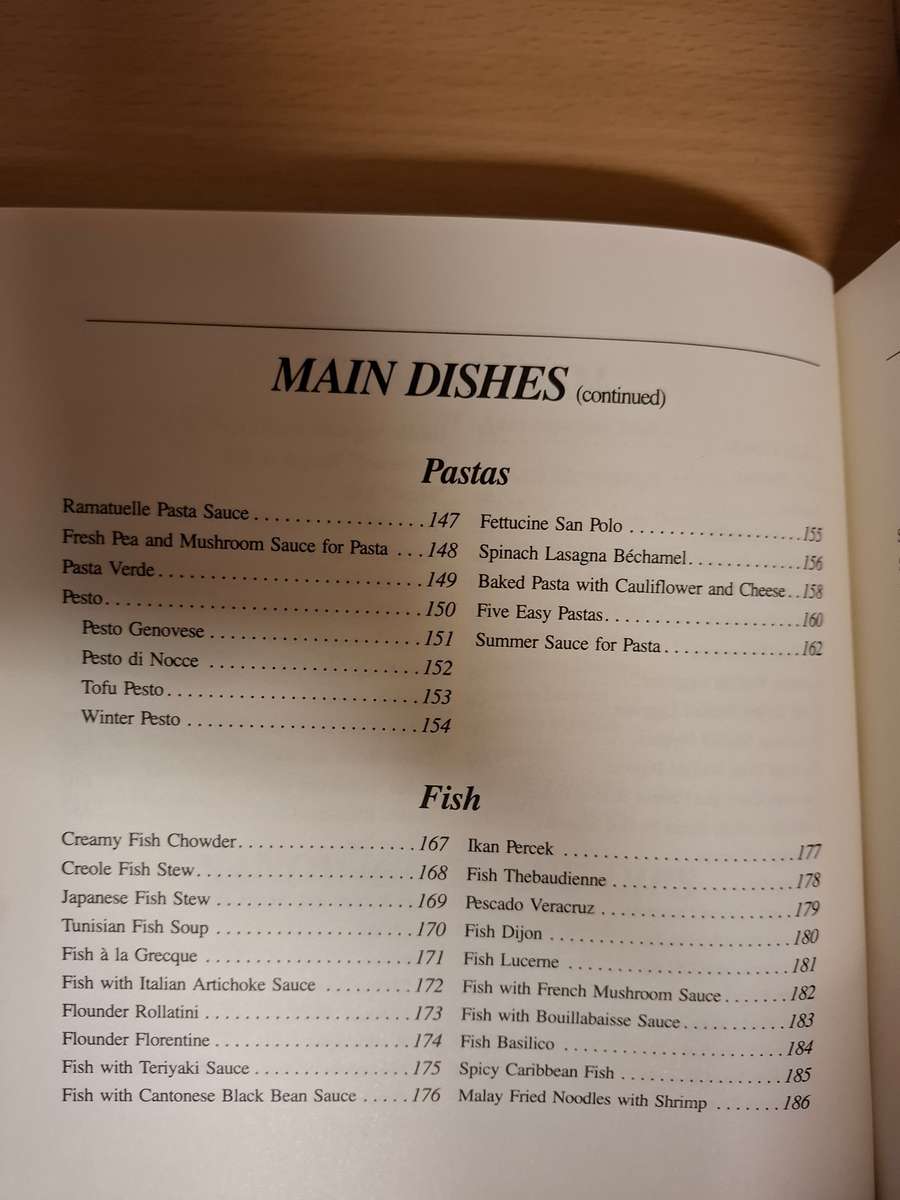 MAIN DISHES (continued)
Pastas
Ramatuelle Pasta Sauce . . . . . . . . . . . . . . . . . 147
Fresh Pea and Mushroom Sauce for Pasta . . . 148
Pasta Verde . . . . . . . . . . . . . . . . . . . . . . . . . . 149
Pesto . . . . . . . . . . . . . . . . . . . . . . . . . . . . . . . 150
Pesto Genovese . . . . . . . . . . . . . . . . . . . . . 151
Pesto di Nocce . . . . . . . . . . . . . . . . . . . . . 152
Tofu Pesto . . . . . . . . . . . . . . . . . . . . . . . . . 153
Winter Pesto . . . . . . . . . . . . . . . . . . . . . . . 154
Fettucine San Polo . . . . . . . . . . . . . . . . . . . 155
Spinach Lasagna Béchamel . . . . . . . . . . . . . 156
Baked Pasta with Cauliflower and Cheese . . 158
Five Easy Pastas . . . . . . . . . . . . . . . . . . . . . 160
Summer Sauce for Pasta . . . . . . . . . . . . . . . 162
Fish
Creamy Fish Chowder . . . . . . . . . . . . . . . . . . 167
Creole Fish Stew . . . . . . . . . . . . . . . . . . . . . . 168
Japanese Fish Stew . . . . . . . . . . . . . . . . . . . . 169
Tunisian Fish Soup . . . . . . . . . . . . . . . . . . . . 170
Fish à la Grecque . . . . . . . . . . . . . . . . . . . . . 171
Fish with Italian Artichoke Sauce . . . . . . . . . 172
Flounder Rollatini . . . . . . . . . . . . . . . . . . . . . 173
Flounder Florentine . . . . . . . . . . . . . . . . . . . . 174
Fish with Teriyaki Sauce . . . . . . . . . . . . . . . . 175
Fish with Cantonese Black Bean Sauce . . . . . 176
Ikan Percek . . . . . . . . . . . . . . . . . . . . . . . 177
Fish Thebaudienne . . . . . . . . . . . . . . . . . . 178
Pescado Veracruz . . . . . . . . . . . . . . . . . . . 179
Fish Dijon . . . . . . . . . . . . . . . . . . . . . . . . 180
Fish Lucerne . . . . . . . . . . . . . . . . . . . . . . 181
Fish with French Mushroom Sauce . . . . . . . 182
Fish with Bouillabaisse Sauce . . . . . . . . . . . 183
Fish Basilico . . . . . . . . . . . . . . . . . . . . . . 184
Spicy Caribbean Fish . . . . . . . . . . . . . . . . 185
Malay Fried Noodles with Shrimp . . . . . . . 186